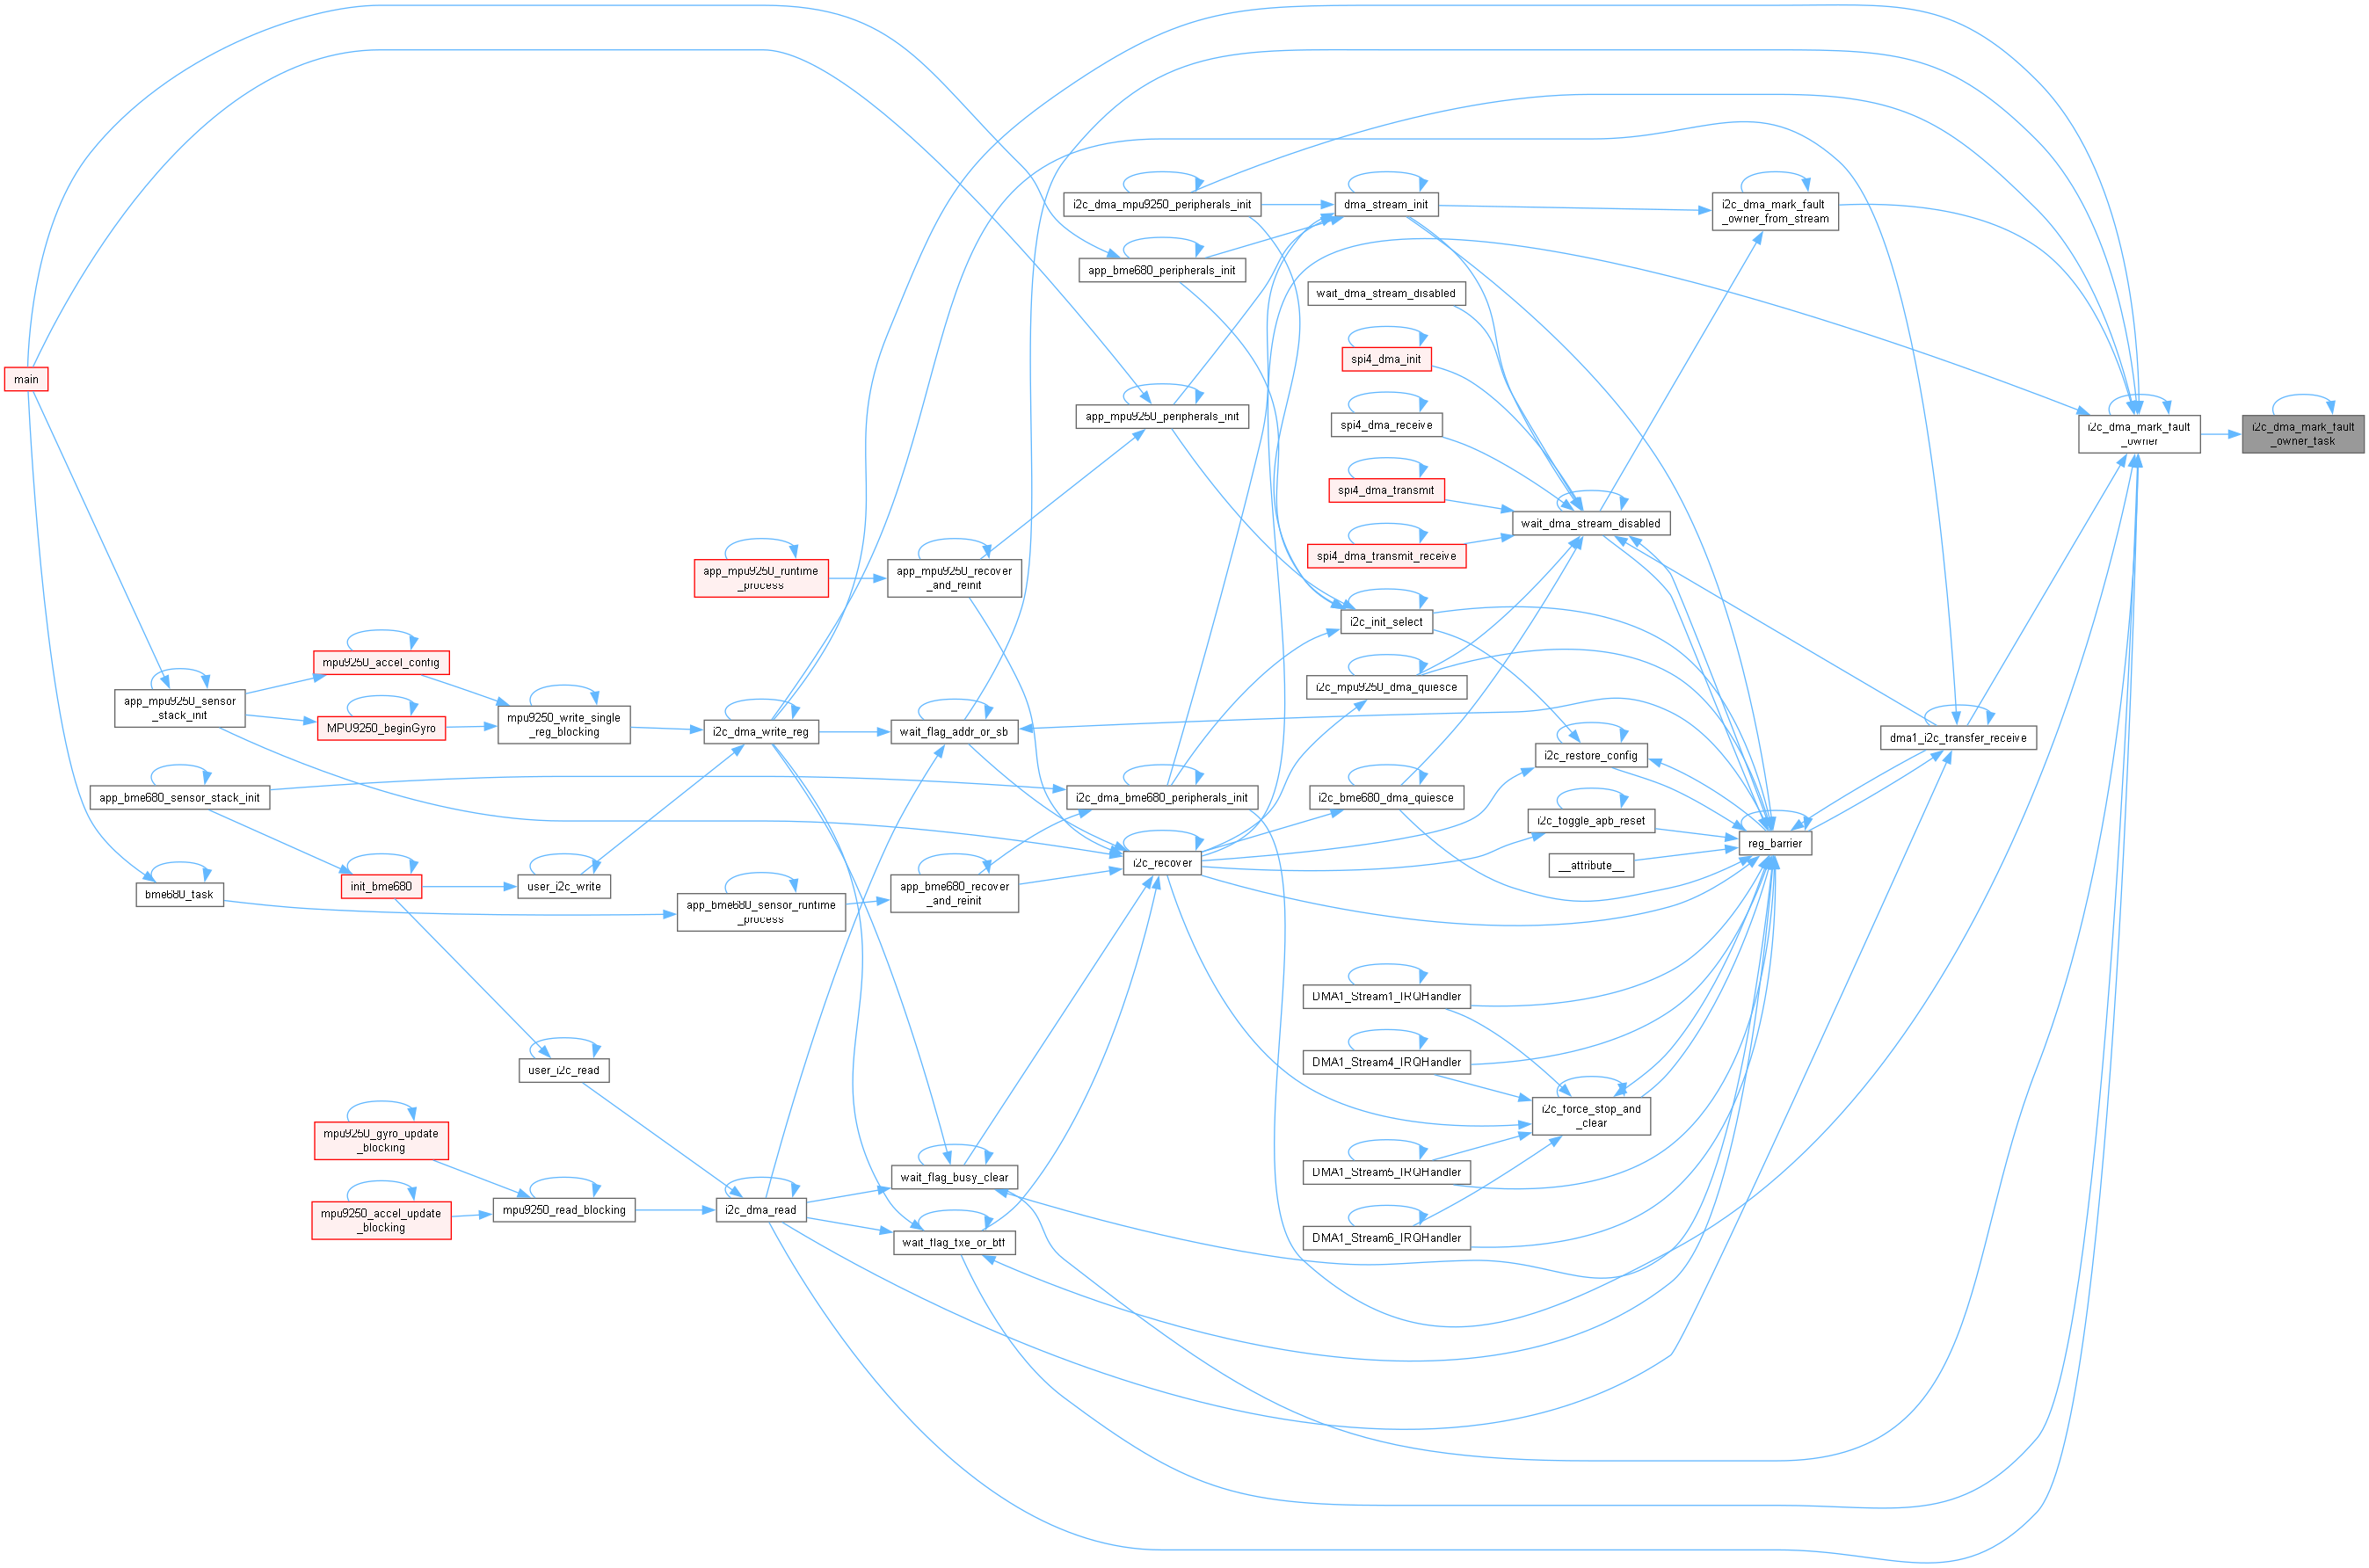 main
app_mpu9250_sensor
_stack_init
app_bme680_sensor_stack_init
bme680_task
mpu9250_accel_config
MPU9250_beginGyro
init_bme680
mpu9250_gyro_update
_blocking
mpu9250_accel_update
_blocking
mpu9250_write_single
_reg_blocking
user_i2c_write
user_i2c_read
mpu9250_read_blocking
app_mpu9250_runtime
_process
i2c_dma_write_reg
app_bme680_sensor_runtime
_process
i2c_dma_read
app_mpu9250_recover
_and_reinit
wait_flag_addr_or_sb
app_bme680_recover
_and_reinit
wait_flag_busy_clear
wait_flag_txe_or_btf
i2c_dma_mpu9250_peripherals_init
app_bme680_peripherals_init
app_mpu9250_peripherals_init
i2c_dma_bme680_peripherals_init
i2c_recover
dma_stream_init
wait_dma_stream_disabled
spi4_dma_init
spi4_dma_receive
spi4_dma_transmit
spi4_dma_transmit_receive
i2c_init_select
i2c_mpu9250_dma_quiesce
i2c_bme680_dma_quiesce
DMA1_Stream1_IRQHandler
DMA1_Stream4_IRQHandler
DMA1_Stream5_IRQHandler
DMA1_Stream6_IRQHandler
wait_dma_stream_disabled
i2c_restore_config
i2c_toggle_apb_reset
__attribute__
i2c_force_stop_and
_clear
i2c_dma_mark_fault
_owner_from_stream
reg_barrier
dma1_i2c_transfer_receive
i2c_dma_mark_fault
_owner
i2c_dma_mark_fault
_owner_task